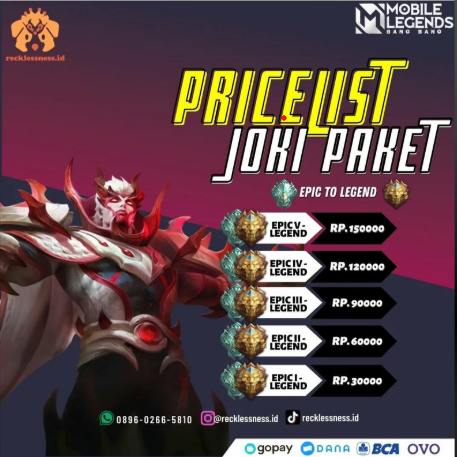 recklessness.id
MOBILE
LEGENDS
BANG BANG
PRICELIST
JOKI PAKET
EPIC TO LEGEND
EPIC V -
LEGEND
RP.150000
EPIC IV -
LEGEND
RP.120000
EPIC III -
LEGEND
RP.90000
EPIC II -
LEGEND
RP.60000
EPIC I -
LEGEND
RP.30000
0896-0266-5810 @recklessness.id recklessness.id
gopay DANA BCA OVO